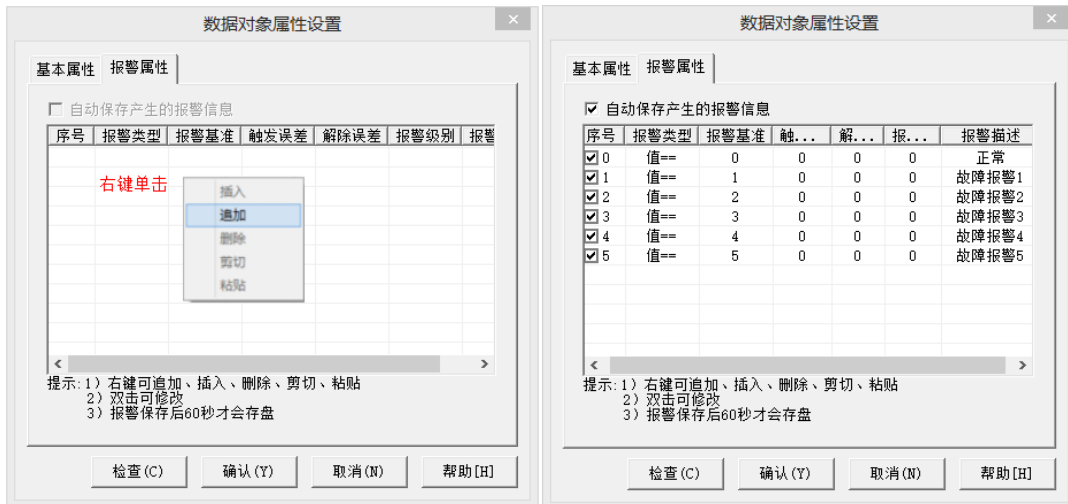 数据对象属性设置
基本属性 报警属性
自动保存产生的报警信息
序号 报警类型 报警基准 触发误差 解除误差 报警级别 报警
右键单击
插入
追加
删除
剪切
粘贴
提示:1) 右键可追加、插入、删除、剪切、粘贴
2) 双击可修改
3) 报警保存后60秒才会存盘
检查(C) 确认(Y) 取消(N) 帮助[H]
数据对象属性设置
基本属性 报警属性
自动保存产生的报警信息
序号 报警类型 报警基准 触... 解... 报... 报警描述
0 值== 0 0 0 0 正常
1 值== 1 0 0 0 故障报警1
2 值== 2 0 0 0 故障报警2
3 值== 3 0 0 0 故障报警3
4 值== 4 0 0 0 故障报警4
5 值== 5 0 0 0 故障报警5
提示:1) 右键可追加、插入、删除、剪切、粘贴
2) 双击可修改
3) 报警保存后60秒才会存盘
检查(C) 确认(Y) 取消(N) 帮助[H]